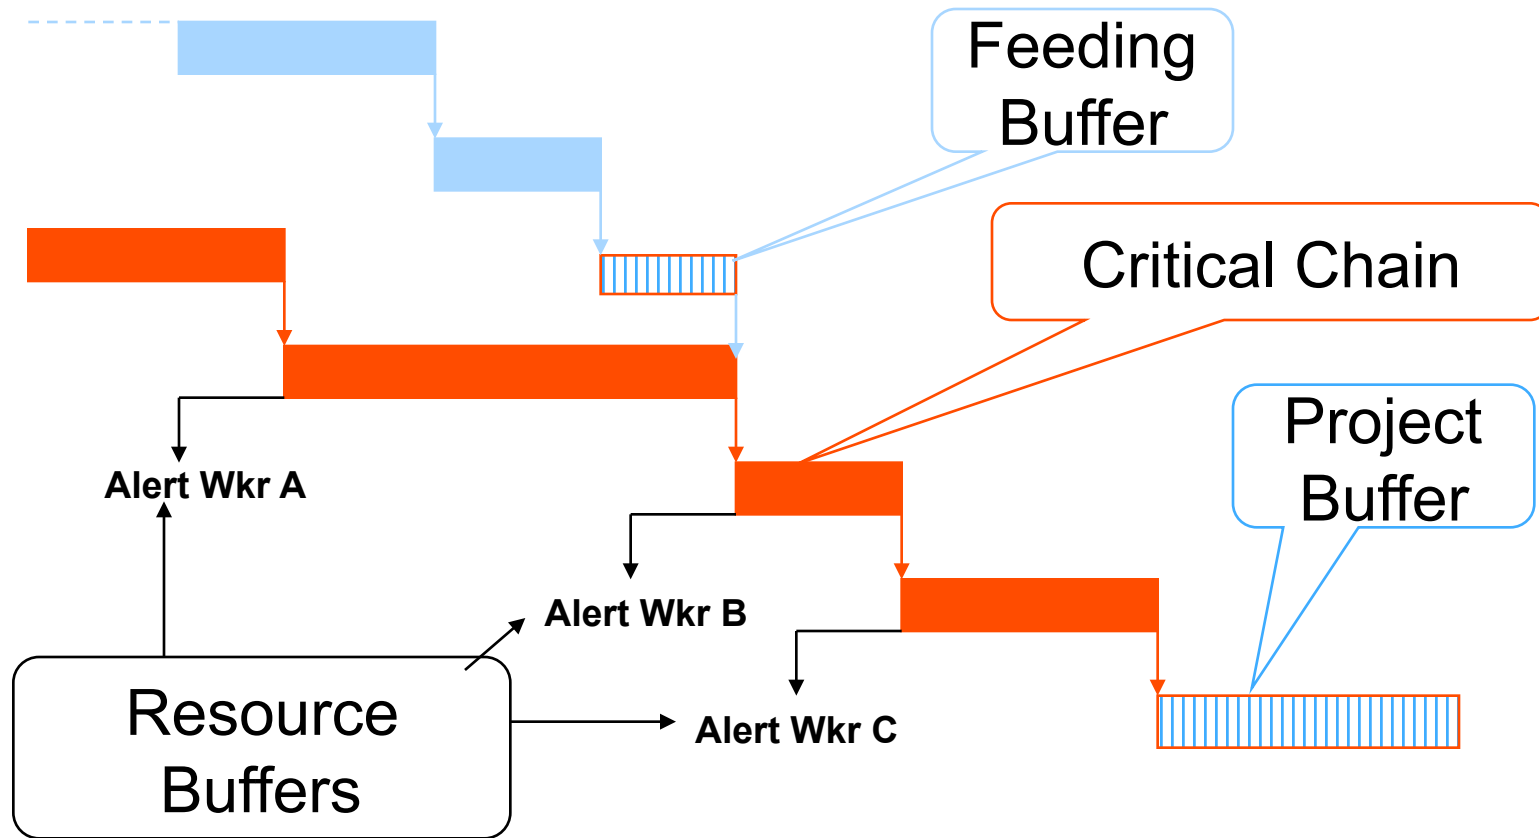 Feeding
Buffer
Critical Chain
Project
Buffer
Alert Wkr A
Alert Wkr B
Alert Wkr C
Resource
Buffers